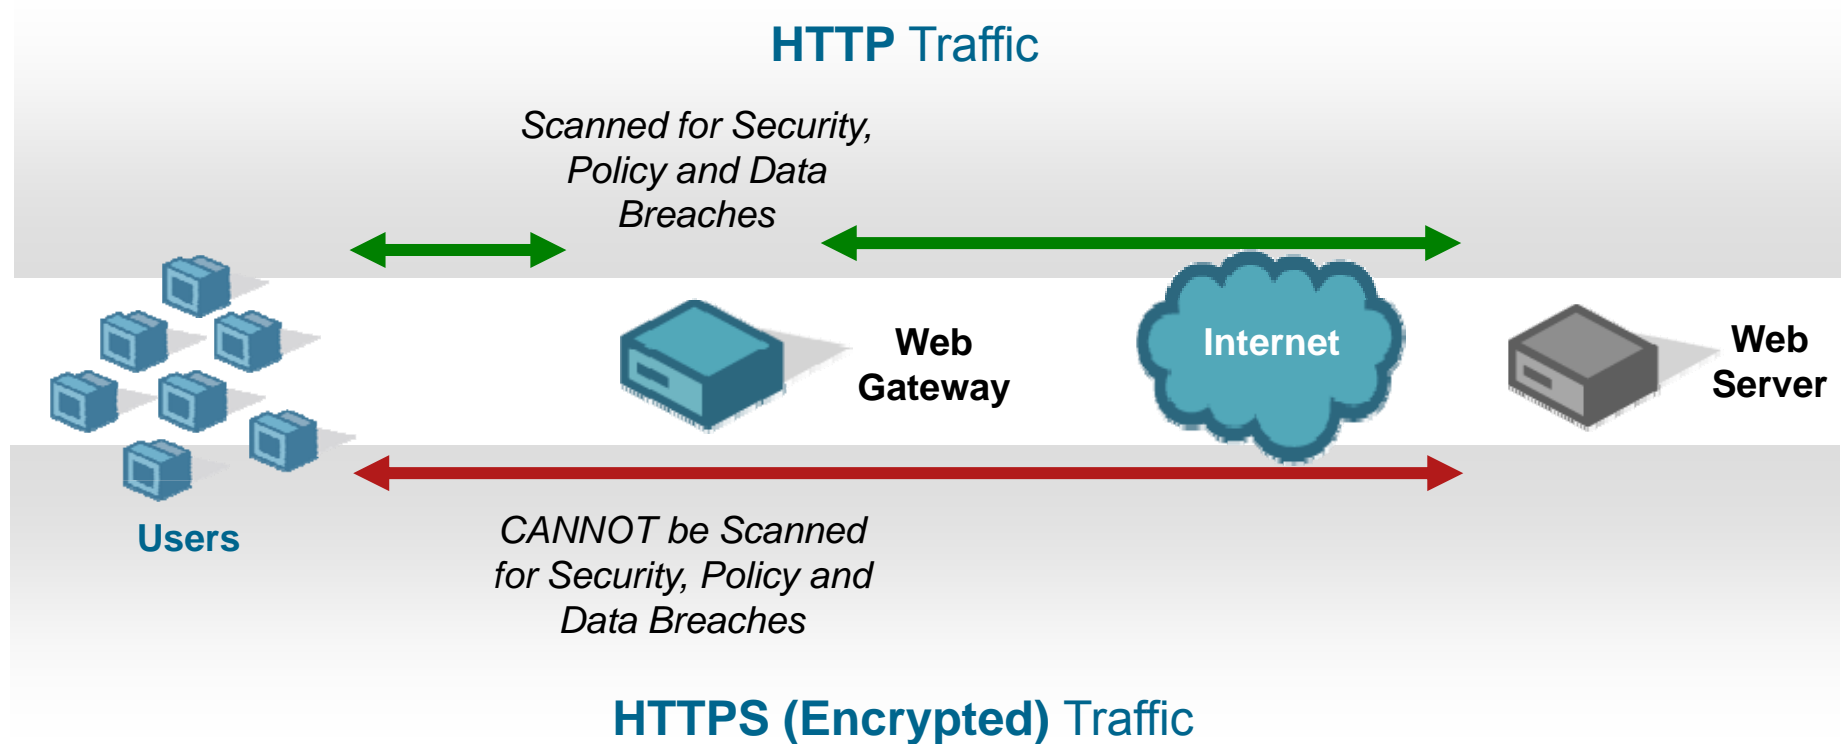 HTTP Traffic
Scanned for Security,
Policy and Data
Breaches
Web
Gateway
Internet
Web
Server
Users
CANNOT be Scanned
for Security, Policy and
Data Breaches
HTTPS (Encrypted) Traffic